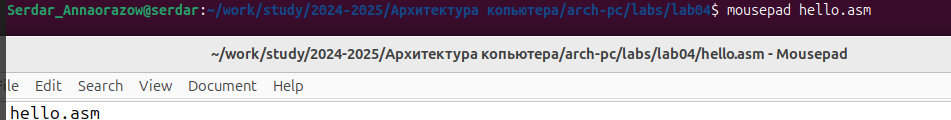 Serdar_Annaorazow@serdar:~/work/study/2024-2025/Архитектура копьютера/arch-pc/labs/lab04$ mousepad hello.asm
~/work/study/2024-2025/Архитектура копьютера/arch-pc/labs/lab04/hello.asm - Mousepad
ile Edit Search View Document Help
hello.asm